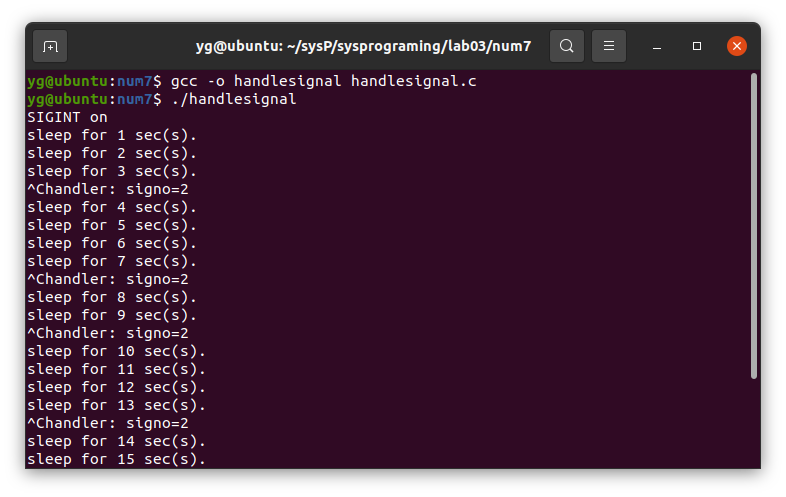 yg@ubuntu: ~/sysP/sysprograming/lab03/num7
yg@ubuntu:num7$ gcc -o handlesignal handlesignal.c
yg@ubuntu:num7$ ./handlesignal
SIGINT on
sleep for 1 sec(s).
sleep for 2 sec(s).
sleep for 3 sec(s).
^Chandler: signo=2
sleep for 4 sec(s).
sleep for 5 sec(s).
sleep for 6 sec(s).
sleep for 7 sec(s).
^Chandler: signo=2
sleep for 8 sec(s).
sleep for 9 sec(s).
^Chandler: signo=2
sleep for 10 sec(s).
sleep for 11 sec(s).
sleep for 12 sec(s).
sleep for 13 sec(s).
^Chandler: signo=2
sleep for 14 sec(s).
sleep for 15 sec(s).